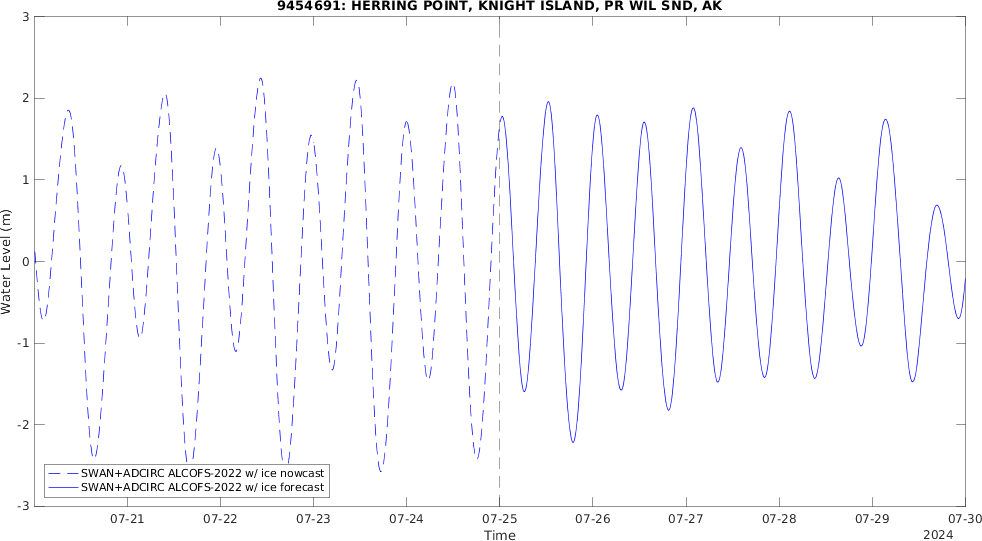 9454691: HERRING POINT, KNIGHT ISLAND, PR WIL SND, AK
3
2
1
0
-1
-2
-3
Water Level (m)
SWAN+ADCIRC ALCOFS-2022 w/ ice nowcast
SWAN+ADCIRC ALCOFS-2022 w/ ice forecast
07-21 07-22 07-23 07-24 07-25 07-26 07-27 07-28 07-29 07-30
Time
2024